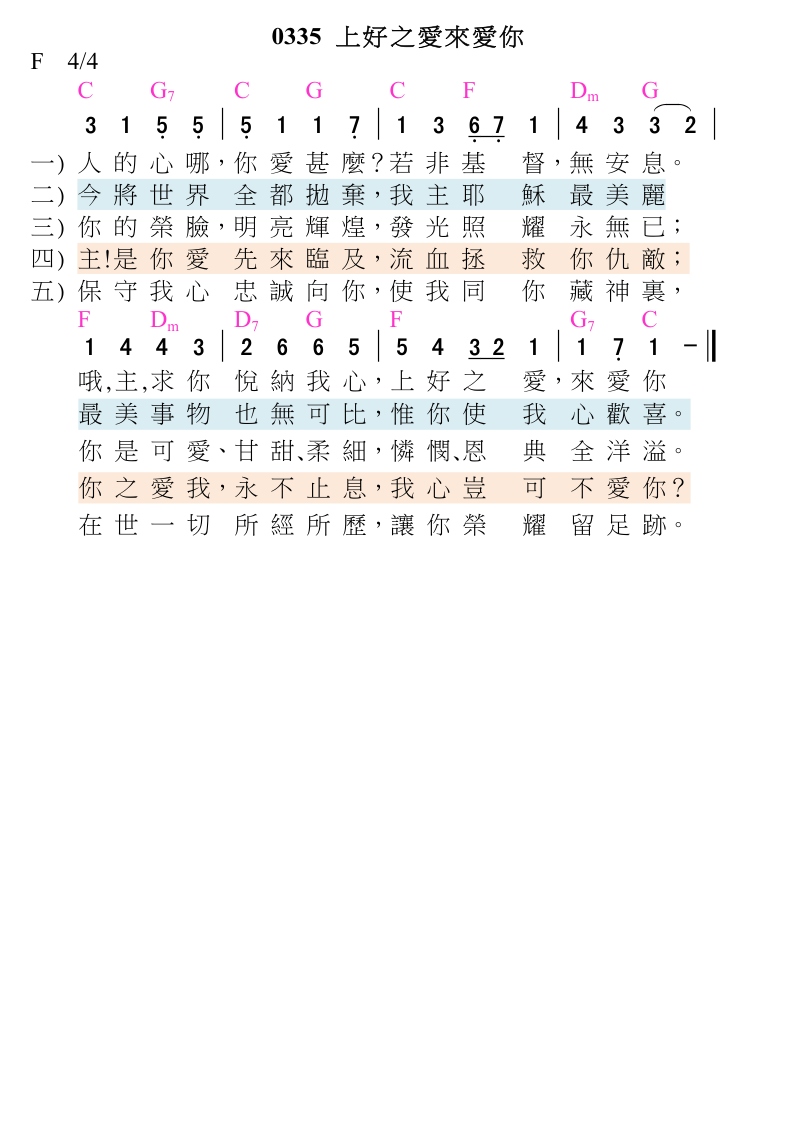 0335 上好之愛來愛你
F 4/4
C G7 C G C F Dm G
3 1 5 5 | 5 1 1 7 | 1 3 6 7 1 | 4 3 3 2 |
一) 人的心哪，你愛甚麼？若非基督，無安息。
二) 今將世界全都拋棄，我主耶穌最美麗
三) 你的榮臉，明亮輝煌，發光照耀永無已；
四) 主!是你愛先來臨及，流血拯救你仇敵；
五) 保守我心忠誠向你，使我同你藏神裏，
F Dm D7 G F G7 C
1 4 4 3 | 2 6 6 5 | 5 4 3 2 1 | 1 7 1 - ‖
哦,主,求你悅納我心，上好之愛，來愛你
最美事物也無可比，惟你使我心歡喜。
你是可愛、甘甜、柔細，憐憫、恩典全洋溢。
你之愛我，永不止息，我心豈可不愛你？
在世一切所經所歷，讓你榮耀留足跡。